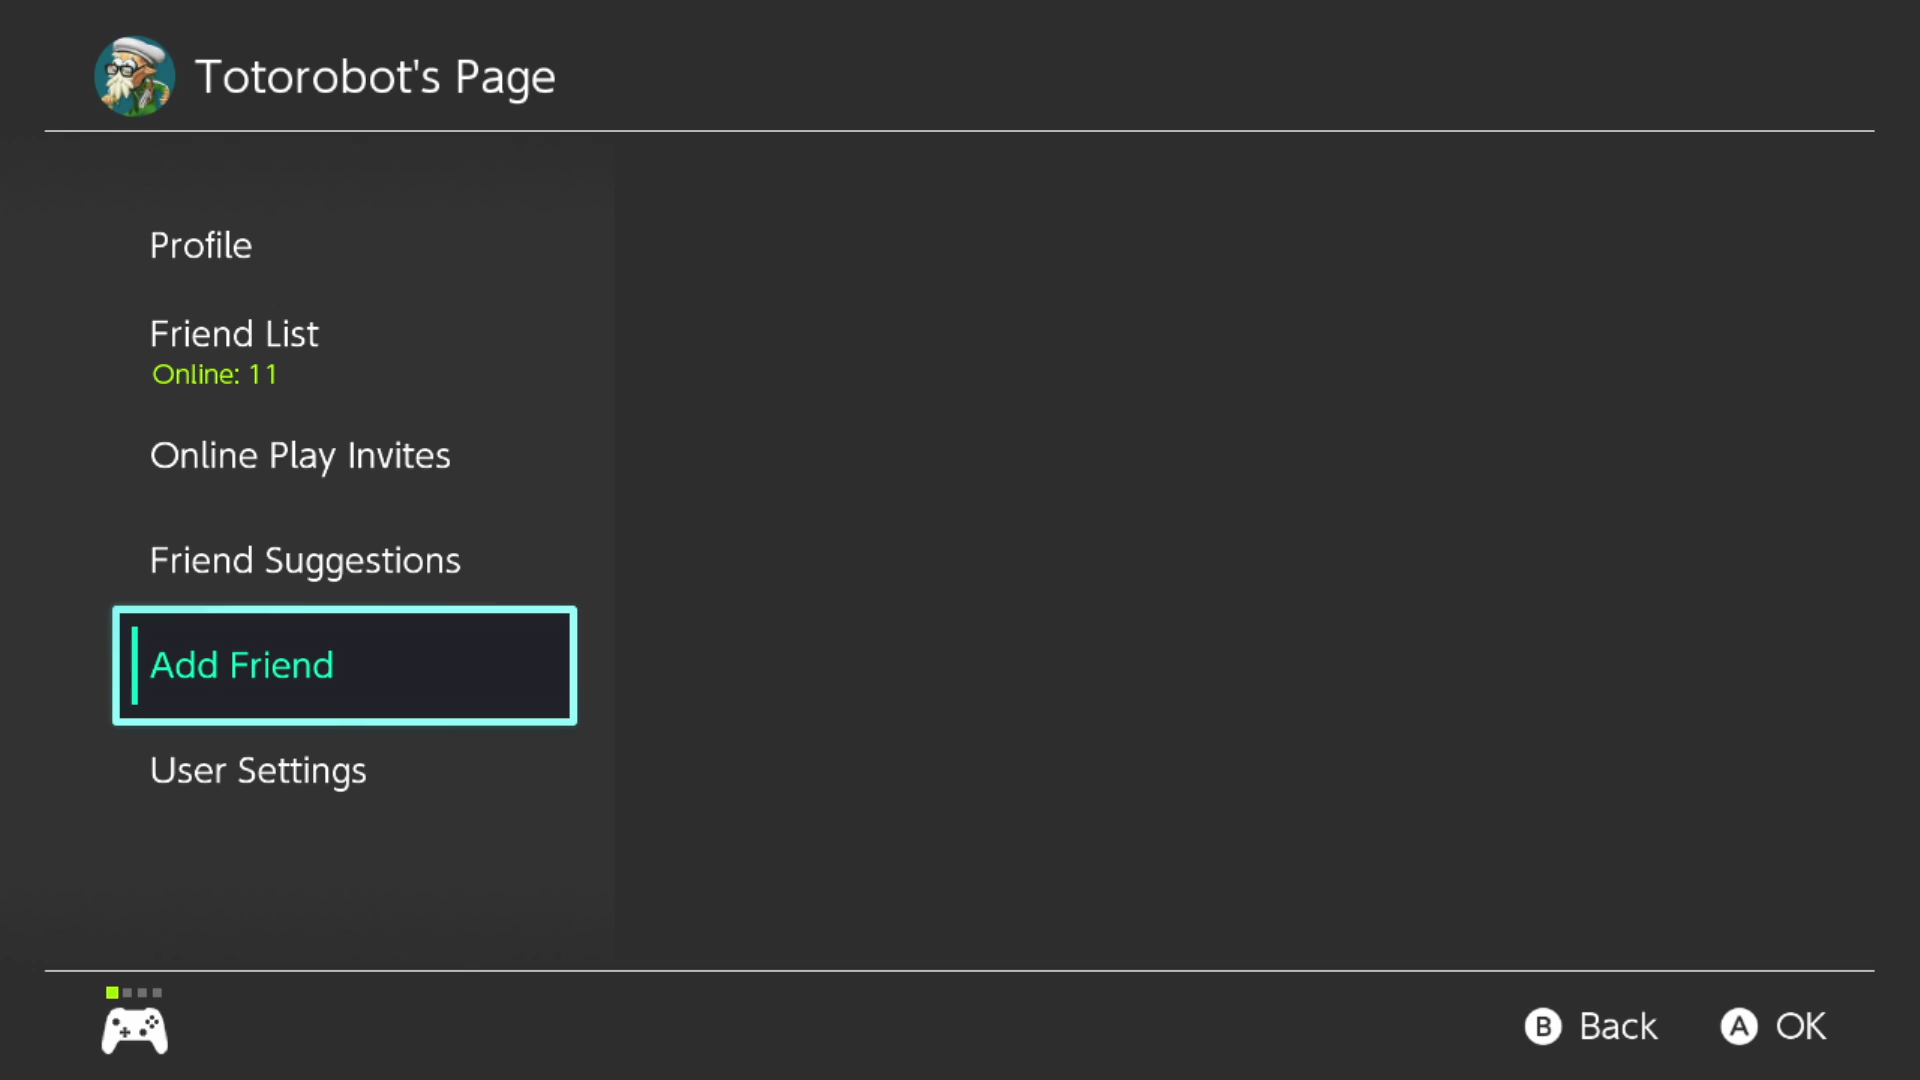 Totorobot's Page
Profile
Friend List
Online: 11
Online Play Invites
Friend Suggestions
Add Friend
User Settings
B Back A OK